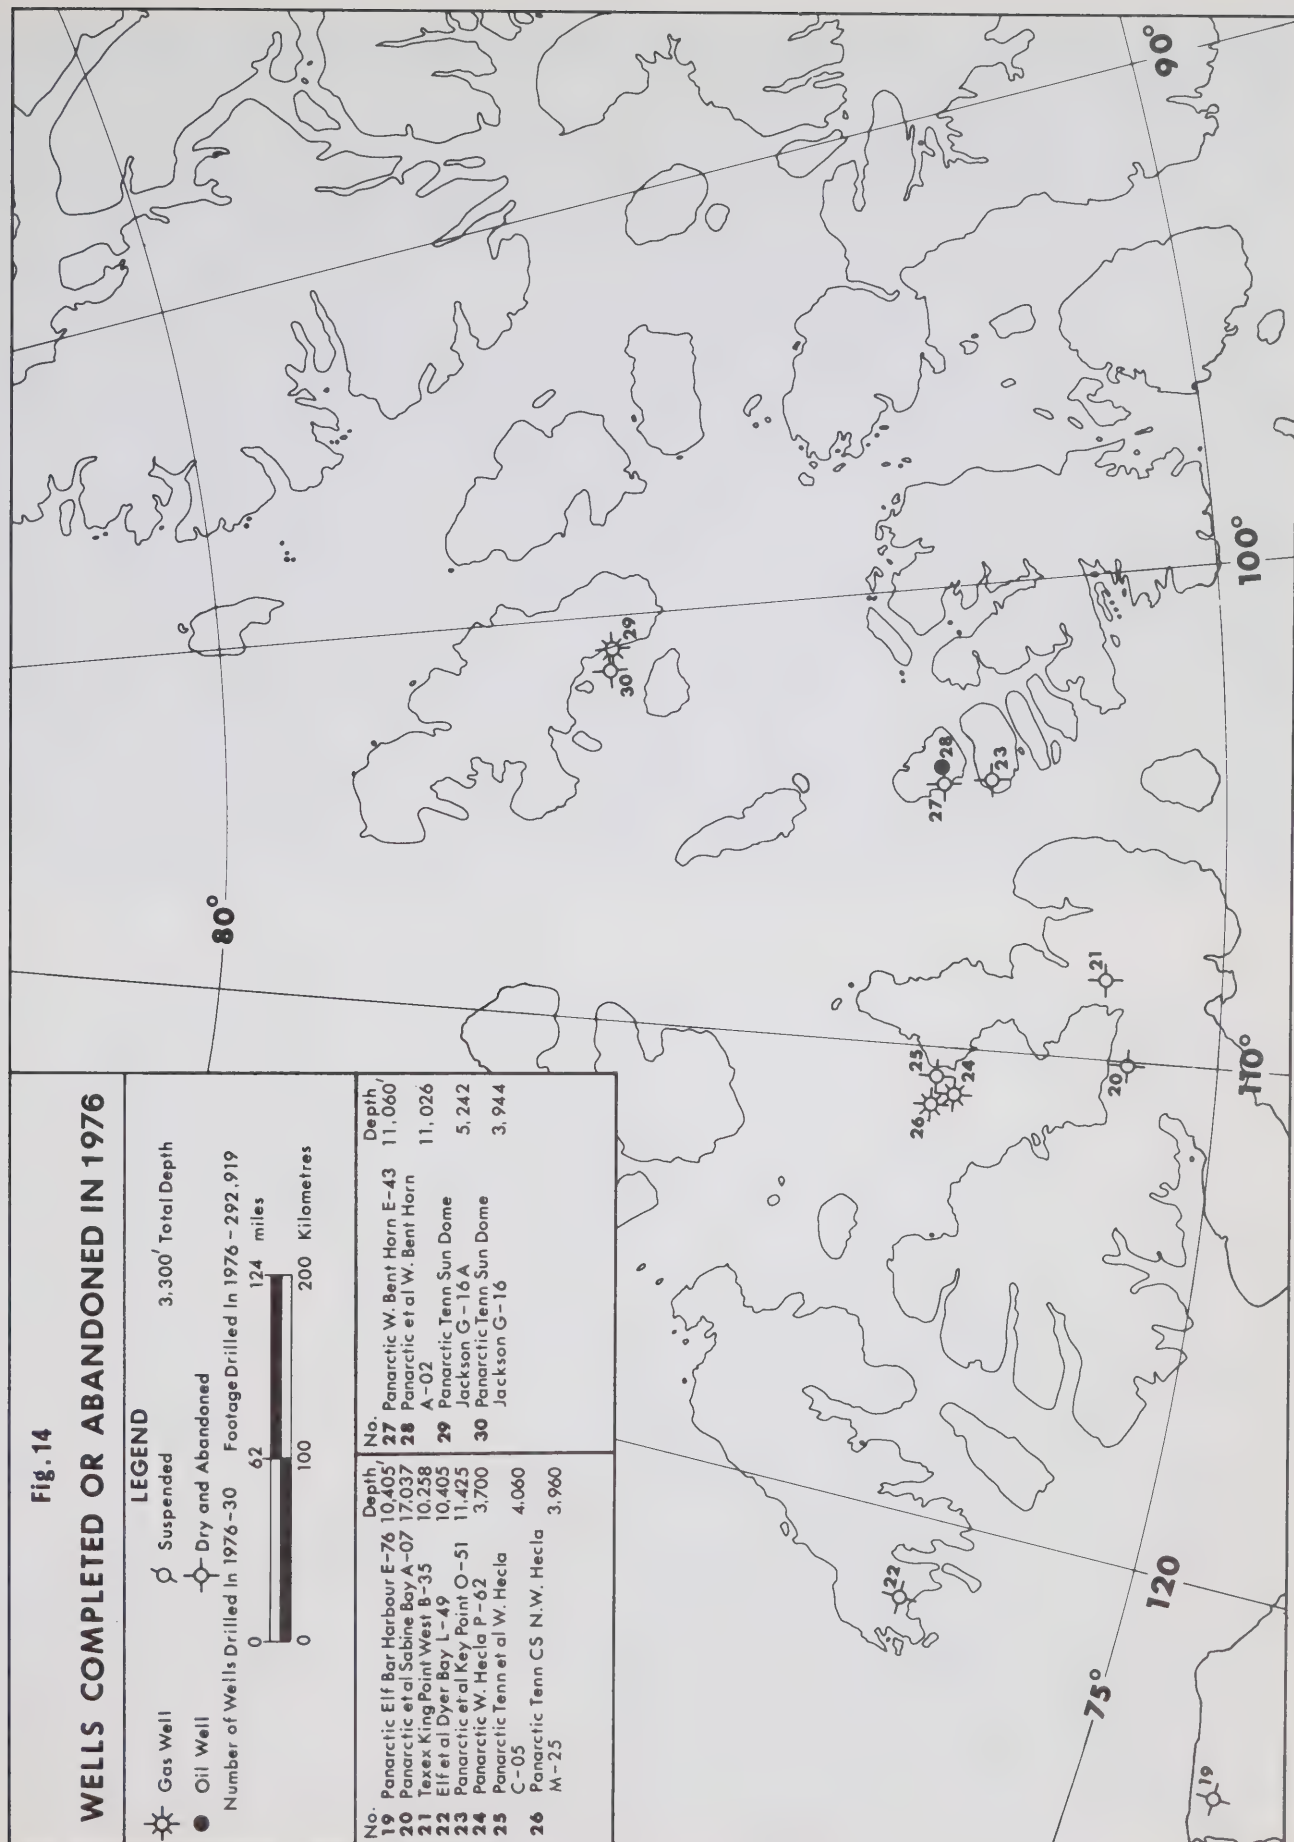 Fig. 14
WELLS COMPLETED OR ABANDONED IN 1976
LEGEND
Gas Well
Suspended
3,300' Total Depth
Oil Well
Dry and Abandoned
Number of Wells Drilled In 1976-30 Footage Drilled In 1976 - 292,919
0 62 124 miles
0 100 200 Kilometres
No. Depth
19 Panarctic Elf Bar Harbour E-76 10,405'
20 Panarctic et al Sabine Bay A-07 17,037
21 Texex King Point West B-35 10,258
22 Elf et al Dyer Bay L-49 10,405
23 Panarctic et al Key Point O-51 11,425
24 Panarctic W. Hecla P-62 3,700
25 Panarctic Tenn et al W. Hecla
C-05 4,060
26 Panarctic Tenn CS N.W. Hecla
M-25 3,960
No. Depth
27 Panarctic W. Bent Horn E-43 11,060'
28 Panarctic et al W. Bent Horn
A-02 11,026
29 Panarctic Tenn Sun Dome
Jackson G-16 A 5,242
30 Panarctic Tenn Sun Dome
Jackson G-16 3,944
80°
90°
100°
110°
120
75°
19
20
21
22
23
24
25
26
27
28
29
30